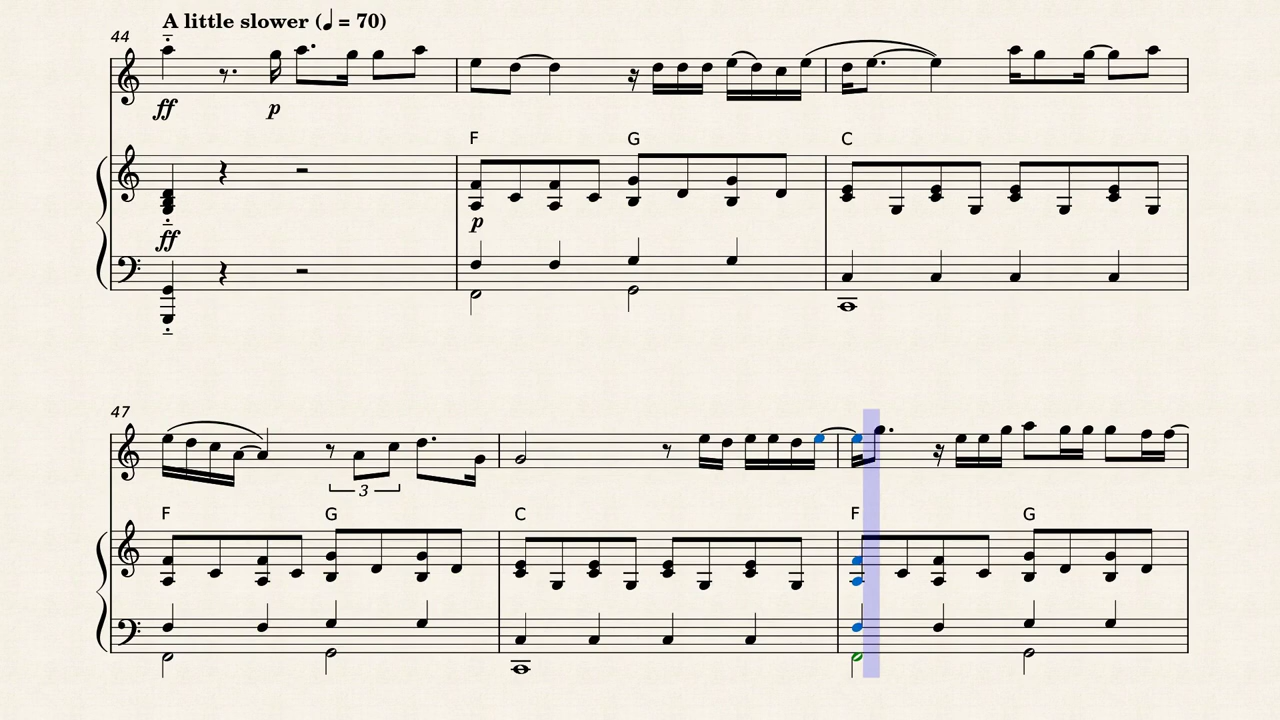 A little slower (♩ = 70)
44
ff p
F G C
p
ff
47
3
F G C F G